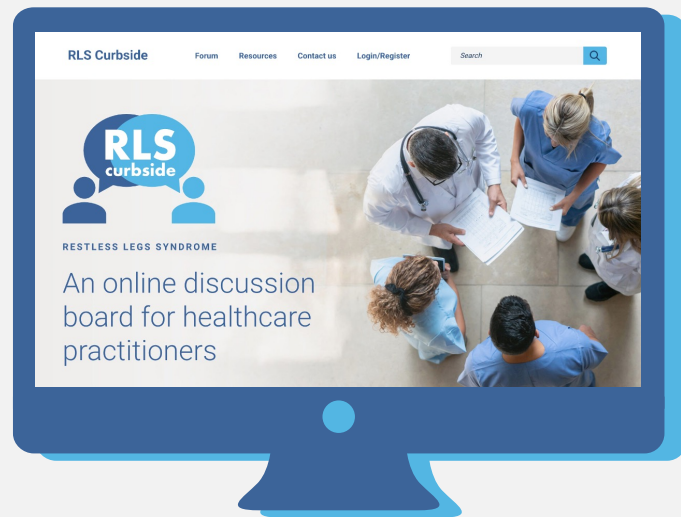 RLS Curbside Forum Resources Contact us Login/Register Search
RLS
curbside
RESTLESS LEGS SYNDROME
An online discussion
board for healthcare
practitioners